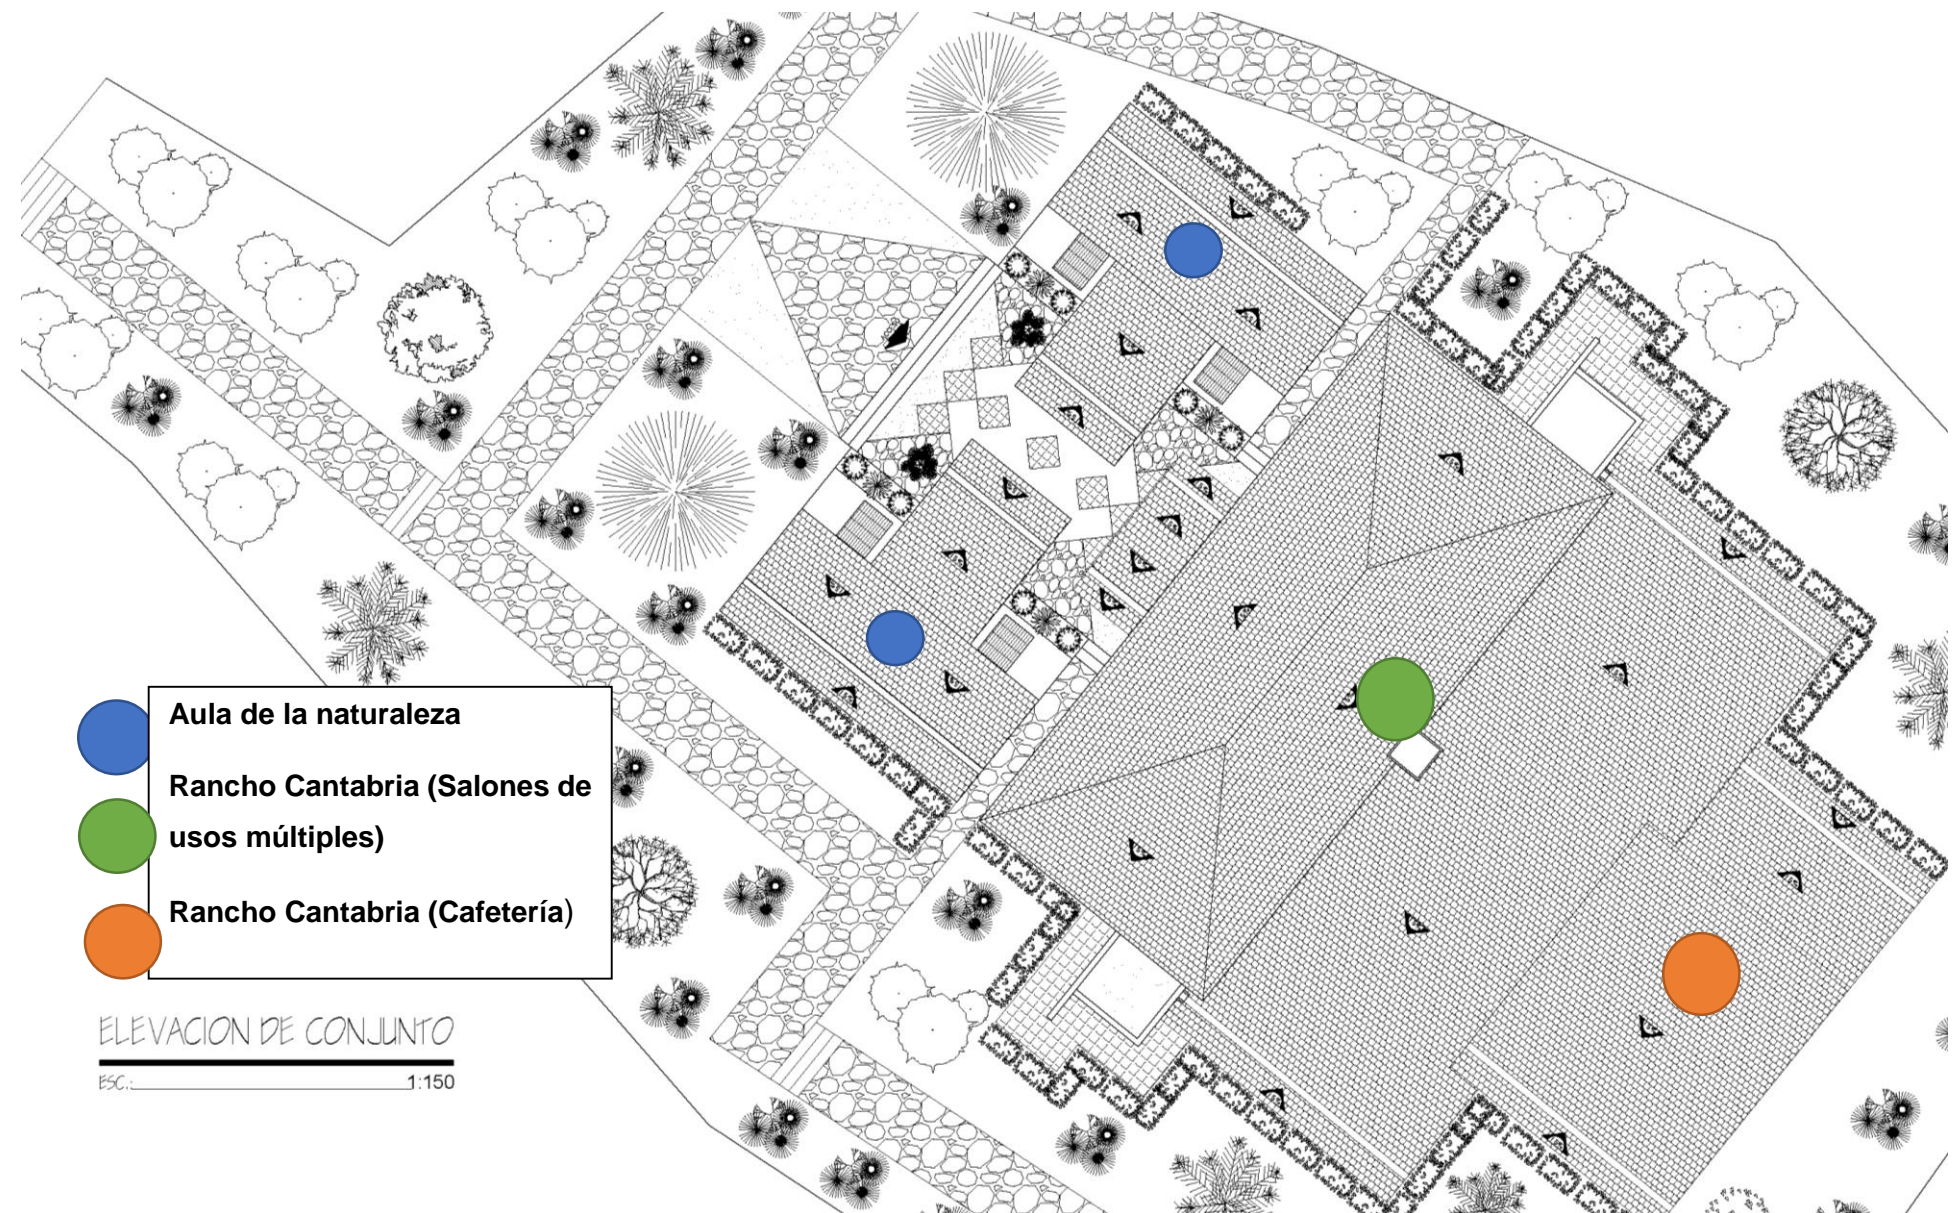 Aula de la naturaleza
Rancho Cantabria (Salones de
usos múltiples)
Rancho Cantabria (Cafetería)
ELEVACION DE CONJUNTO
ESC.: 1:150